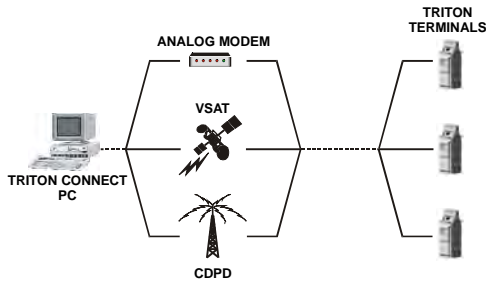 TRITON
TERMINALS
ANALOG MODEM
VSAT
TRITON CONNECT
PC
CDPD